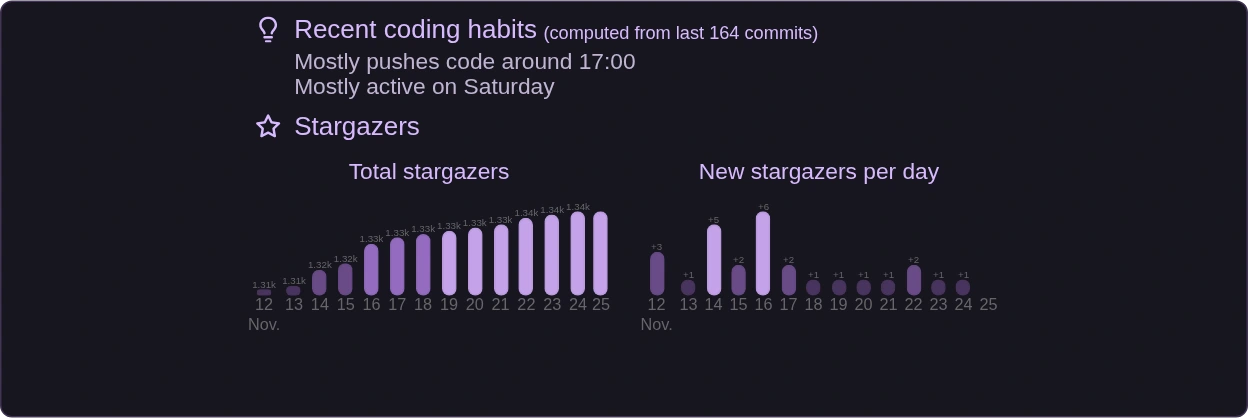 Recent coding habits (computed from last 164 commits)
Mostly pushes code around 17:00
Mostly active on Saturday
Stargazers
Total stargazers
1.31k 1.31k 1.32k 1.32k 1.33k 1.33k 1.33k 1.33k 1.33k 1.33k 1.34k 1.34k 1.34k
12 13 14 15 16 17 18 19 20 21 22 23 24 25
Nov.
New stargazers per day
+3 +1 +5 +2 +6 +2 +1 +1 +1 +1 +2 +1 +1
12 13 14 15 16 17 18 19 20 21 22 23 24 25
Nov.